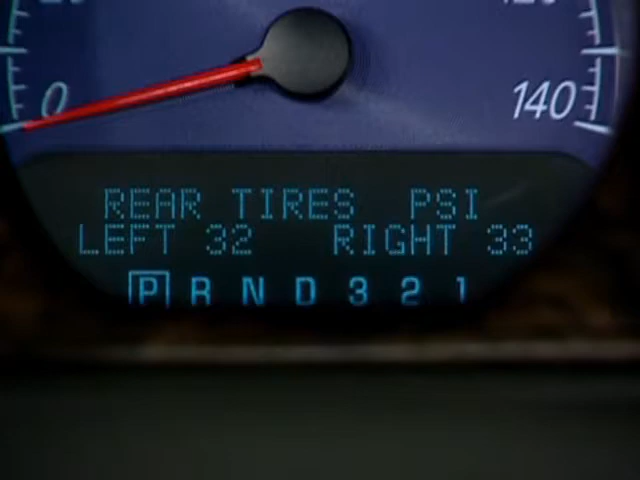 0
140
REAR TIRES PSI
LEFT 32 RIGHT 33
P R N D 3 2 1